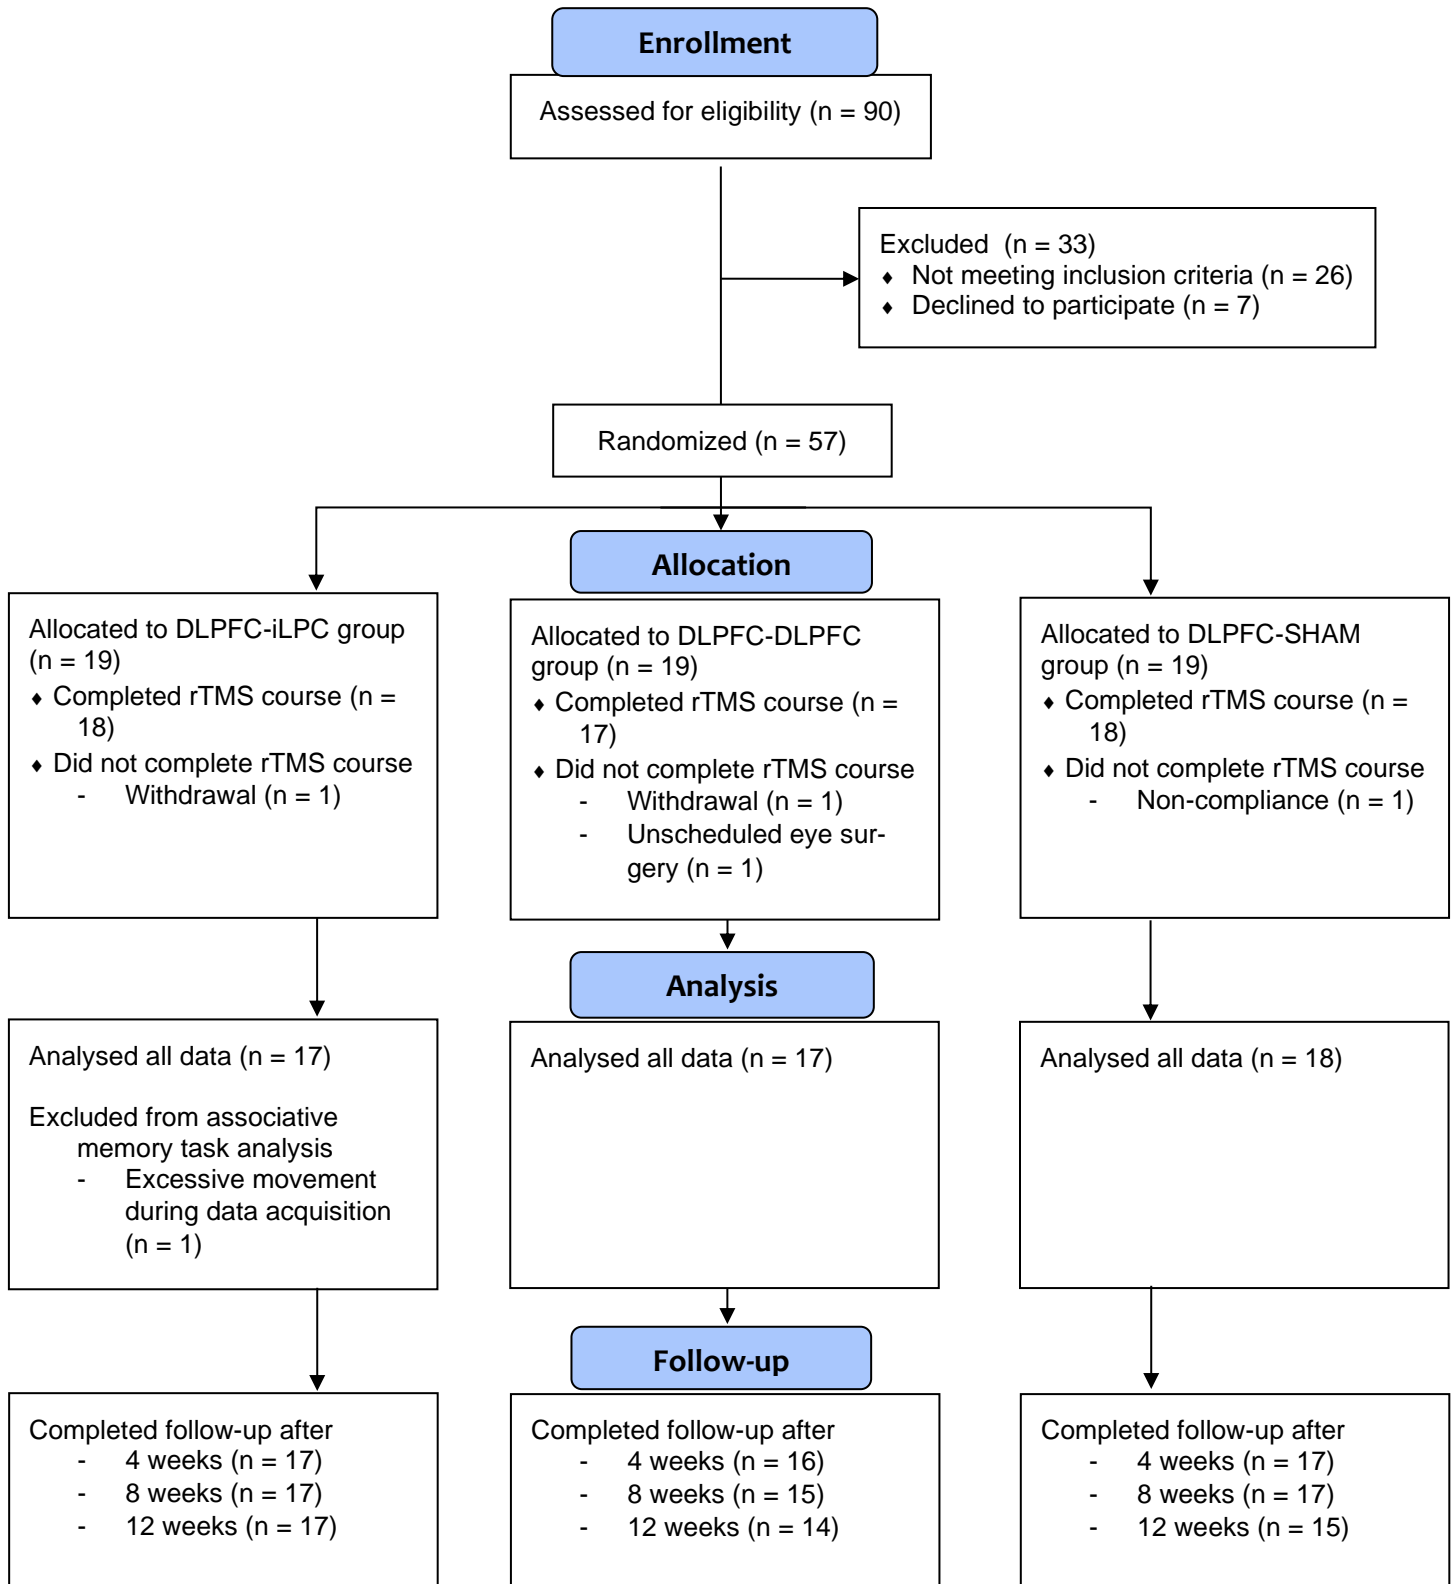 Enrollment
Assessed for eligibility (n = 90)
Excluded (n = 33)
♦ Not meeting inclusion criteria (n = 26)
♦ Declined to participate (n = 7)
Randomized (n = 57)
Allocation
Allocated to DLPFC-iLPC group
(n = 19)
♦ Completed rTMS course (n =
18)
♦ Did not complete rTMS course
- Withdrawal (n = 1)
Allocated to DLPFC-DLPFC
group (n = 19)
♦ Completed rTMS course (n =
17)
♦ Did not complete rTMS course
- Withdrawal (n = 1)
- Unscheduled eye sur-
gery (n = 1)
Allocated to DLPFC-SHAM
group (n = 19)
♦ Completed rTMS course (n =
18)
♦ Did not complete rTMS course
- Non-compliance (n = 1)
Analysis
Analysed all data (n = 17)
Excluded from associative
memory task analysis
- Excessive movement
during data acquisition
(n = 1)
Analysed all data (n = 17)
Analysed all data (n = 18)
Follow-up
Completed follow-up after
- 4 weeks (n = 17)
- 8 weeks (n = 17)
- 12 weeks (n = 17)
Completed follow-up after
- 4 weeks (n = 16)
- 8 weeks (n = 15)
- 12 weeks (n = 14)
Completed follow-up after
- 4 weeks (n = 17)
- 8 weeks (n = 17)
- 12 weeks (n = 15)